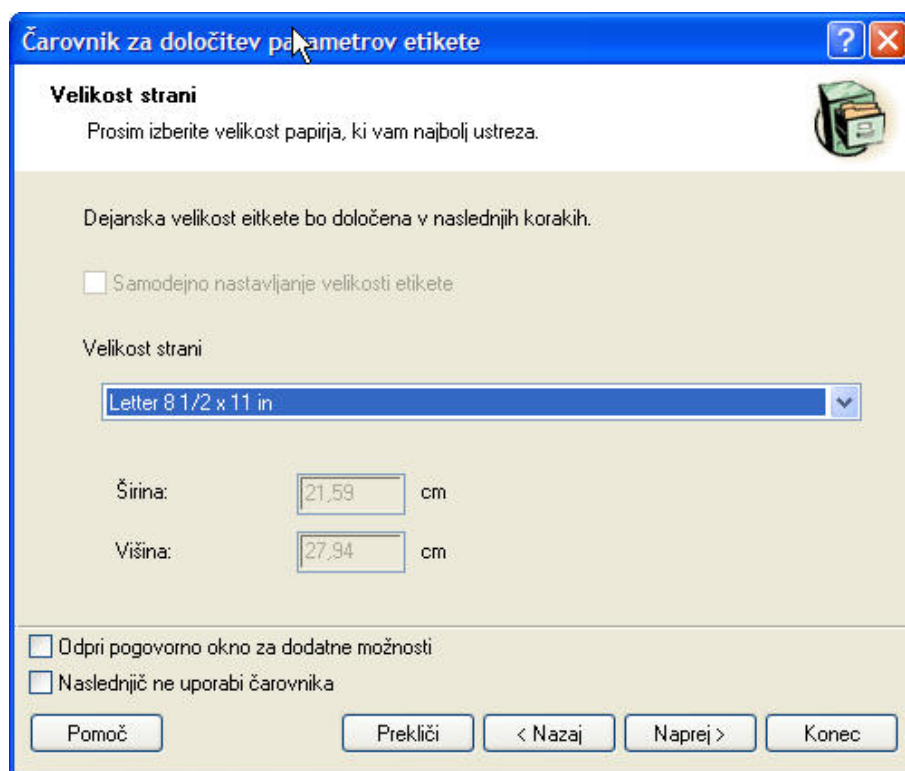 Čarovnik za določitev parametrov etikete
Velikost strani
Prosim izberite velikost papirja, ki vam najbolj ustreza.
Dejanska velikost eitkete bo določena v naslednjih korakih.
Samodejno nastavljanje velikosti etikete
Velikost strani
Letter 8 1/2 x 11 in
Širina: 21,59 cm
Višina: 27,94 cm
Odpri pogovorno okno za dodatne možnosti
Naslednjič ne uporabi čarovnika
Pomoč Prekliči < Nazaj Naprej > Konec